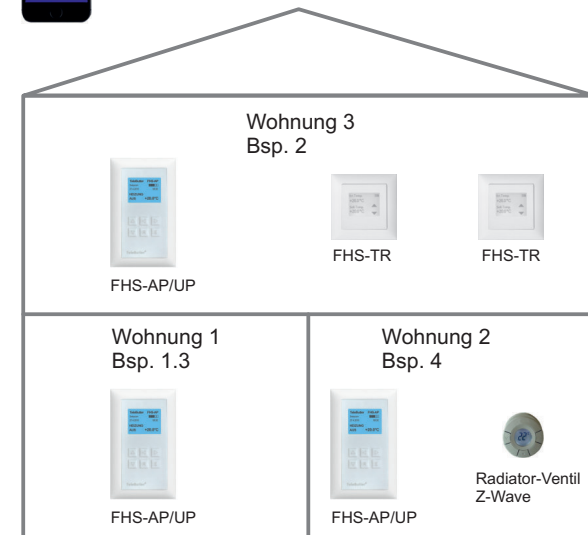 Wohnung 3
Bsp. 2
FHS-AP/UP
FHS-TR
FHS-TR
Wohnung 1
Bsp. 1.3
FHS-AP/UP
Wohnung 2
Bsp. 4
FHS-AP/UP
Radiator-Ventil
Z-Wave